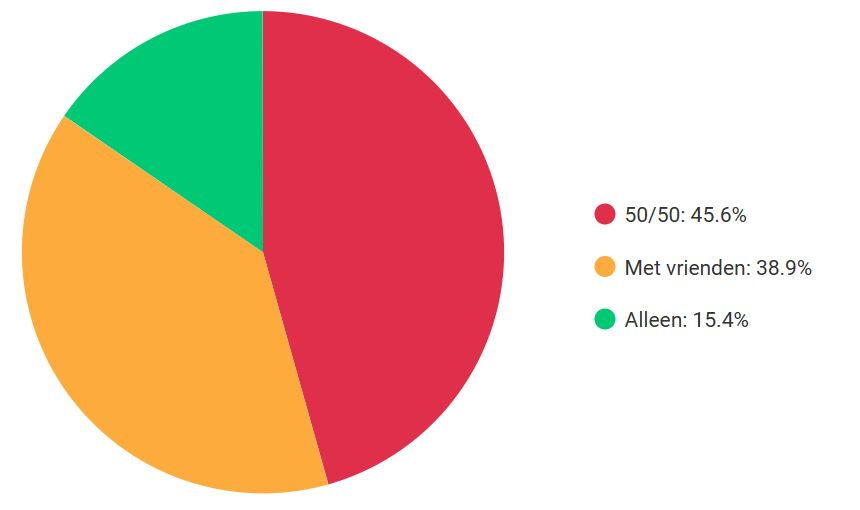 50/50: 45.6%
Met vrienden: 38.9%
Alleen: 15.4%